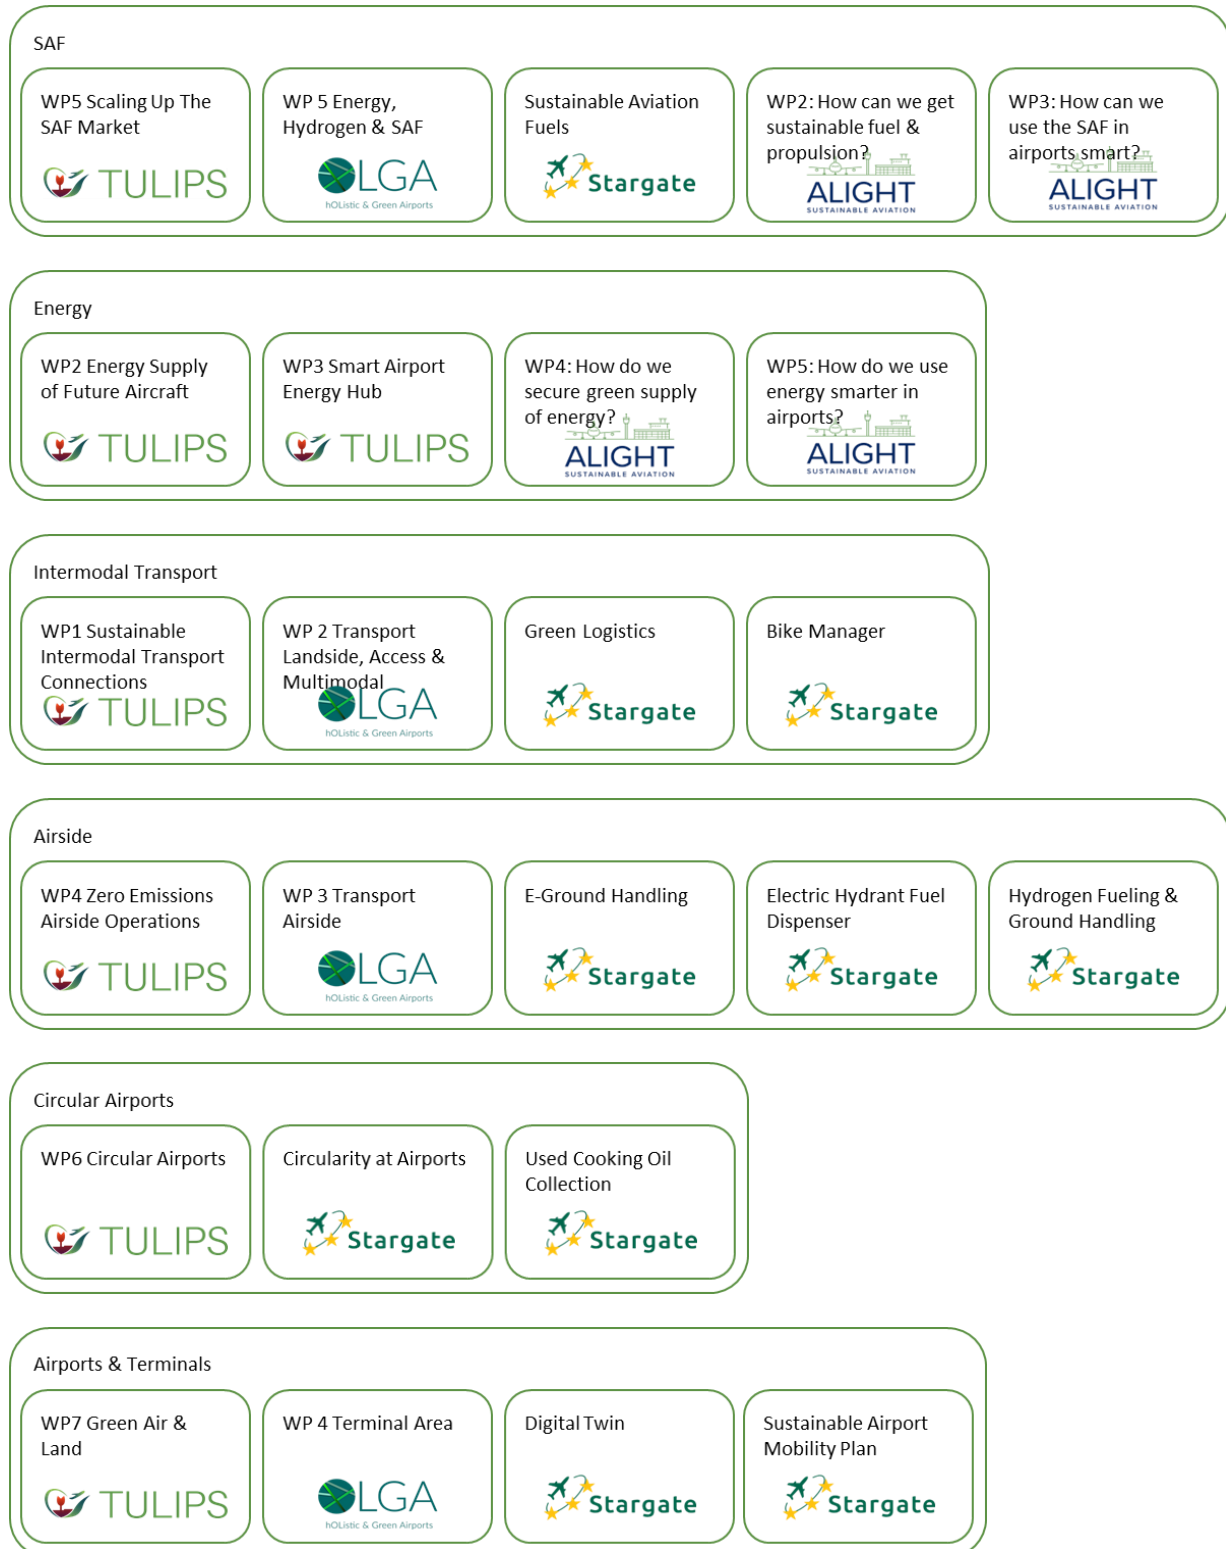 SAF
WP5 Scaling Up The
SAF Market
TULIPS
WP 5 Energy,
Hydrogen & SAF
OLGA
hOListic & Green Airports
Sustainable Aviation
Fuels
Stargate
WP2: How can we get
sustainable fuel &
propulsion?
ALIGHT
SUSTAINABLE AVIATION
WP3: How can we
use the SAF in
airports smart?
ALIGHT
SUSTAINABLE AVIATION
Energy
WP2 Energy Supply
of Future Aircraft
TULIPS
WP3 Smart Airport
Energy Hub
TULIPS
WP4: How do we
secure green supply
of energy?
ALIGHT
SUSTAINABLE AVIATION
WP5: How do we use
energy smarter in
airports?
ALIGHT
SUSTAINABLE AVIATION
Intermodal Transport
WP1 Sustainable
Intermodal Transport
Connections
TULIPS
WP 2 Transport
Landside, Access &
Multimodal
OLGA
hOListic & Green Airports
Green Logistics
Stargate
Bike Manager
Stargate
Airside
WP4 Zero Emissions
Airside Operations
TULIPS
WP 3 Transport
Airside
OLGA
hOListic & Green Airports
E-Ground Handling
Stargate
Electric Hydrant Fuel
Dispenser
Stargate
Hydrogen Fueling &
Ground Handling
Stargate
Circular Airports
WP6 Circular Airports
TULIPS
Circularity at Airports
Stargate
Used Cooking Oil
Collection
Stargate
Airports & Terminals
WP7 Green Air &
Land
TULIPS
WP 4 Terminal Area
OLGA
hOListic & Green Airports
Digital Twin
Stargate
Sustainable Airport
Mobility Plan
Stargate